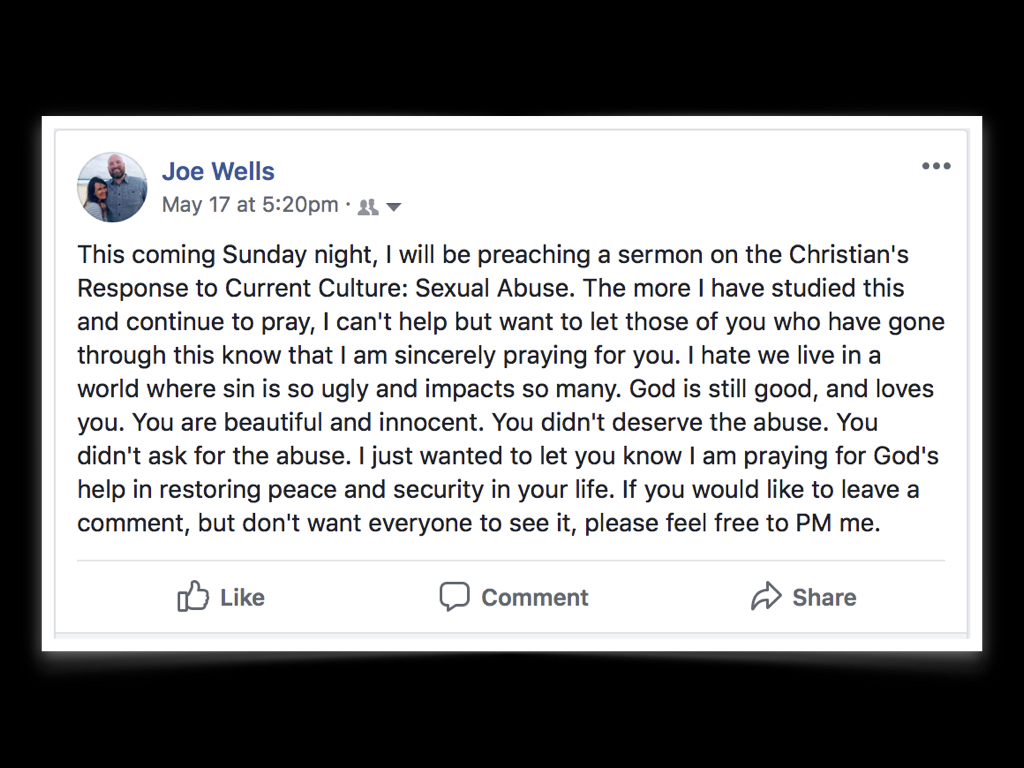 Joe Wells
May 17 at 5:20pm ·
This coming Sunday night, I will be preaching a sermon on the Christian's
Response to Current Culture: Sexual Abuse. The more I have studied this
and continue to pray, I can't help but want to let those of you who have gone
through this know that I am sincerely praying for you. I hate we live in a
world where sin is so ugly and impacts so many. God is still good, and loves
you. You are beautiful and innocent. You didn't deserve the abuse. You
didn't ask for the abuse. I just wanted to let you know I am praying for God's
help in restoring peace and security in your life. If you would like to leave a
comment, but don't want everyone to see it, please feel free to PM me.
Like Comment Share